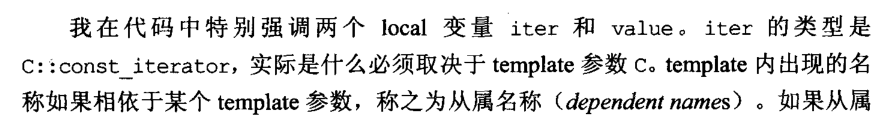 我在代码中特别强调两个 local 变量 iter 和 value。iter 的类型是
C::const_iterator，实际是什么必须取决于 template 参数 C。template 内出现的名
称如果相依于某个 template 参数，称之为从属名称（dependent names）。如果从属